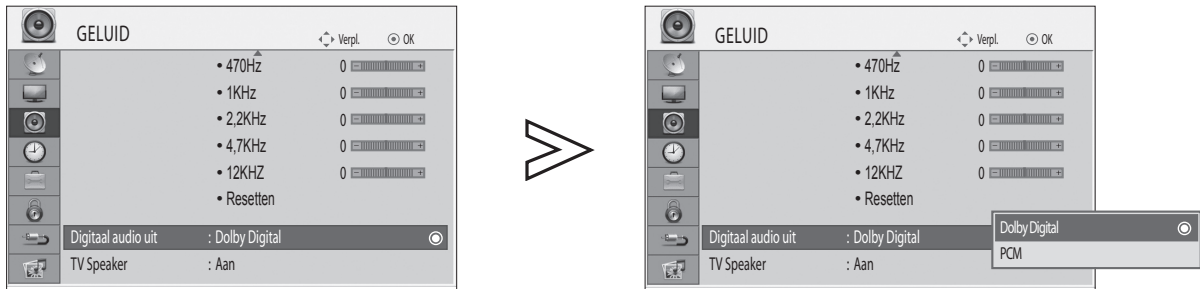 GELUID Verpl. OK
• 470Hz 0 - +
• 1KHz 0 - +
• 2,2KHz 0 - +
• 4,7KHz 0 - +
• 12KHZ 0 - +
• Resetten
Digitaal audio uit : Dolby Digital
TV Speaker : Aan
>
GELUID Verpl. OK
• 470Hz 0 - +
• 1KHz 0 - +
• 2,2KHz 0 - +
• 4,7KHz 0 - +
• 12KHZ 0 - +
• Resetten
Digitaal audio uit : Dolby Digital
TV Speaker : Aan
Dolby Digital
PCM